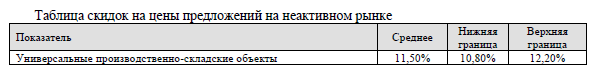 Таблица скидок на цены предложений на неактивном рынке
Показатель Среднее Нижняя граница Верхняя граница
Универсальные производственно-складские объекты 11,50% 10,80% 12,20%